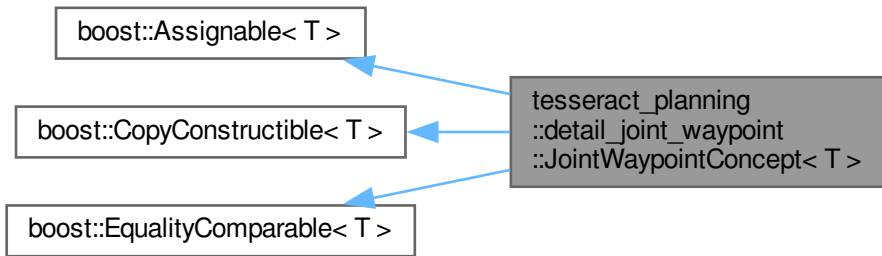 boost::Assignable< T >
boost::CopyConstructible< T >
boost::EqualityComparable< T >
tesseract_planning
::detail_joint_waypoint
::JointWaypointConcept< T >